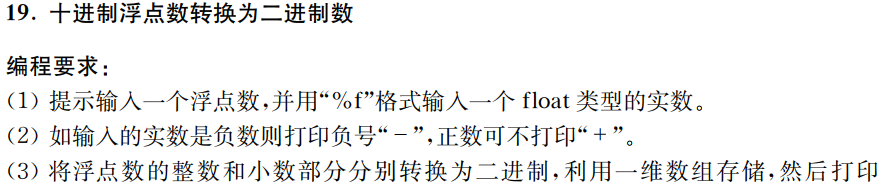 19. 十进制浮点数转换为二进制数
编程要求:
(1) 提示输入一个浮点数,并用“%f”格式输入一个 float 类型的实数。
(2) 如输入的实数是负数则打印负号“-”,正数可不打印“+”。
(3) 将浮点数的整数和小数部分分别转换为二进制,利用一维数组存储,然后打印